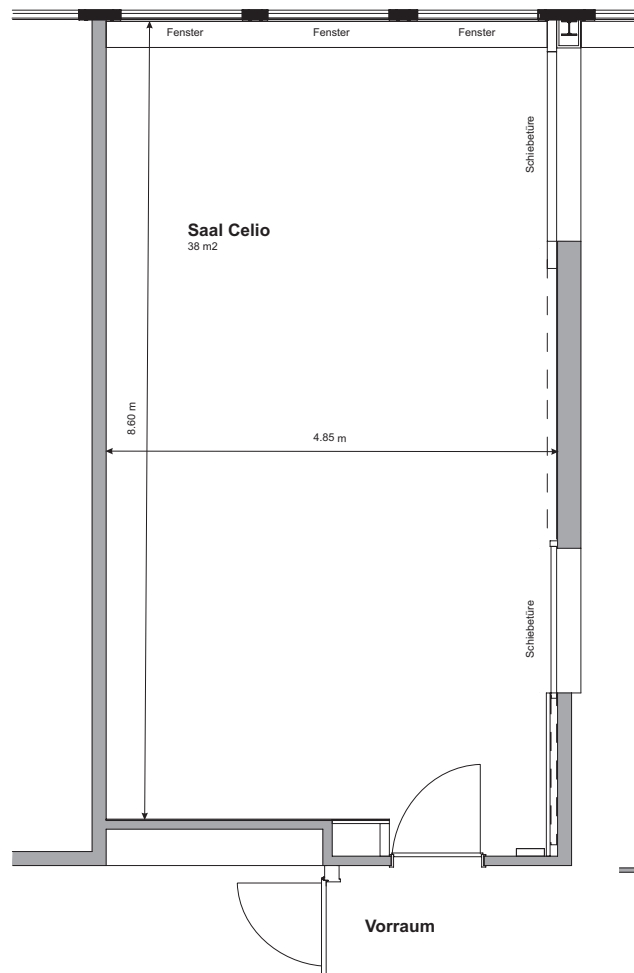 Fenster
Fenster
Fenster
Schiebetüre
Saal Celio
38 m2
8.60 m
4.85 m
Schiebetüre
Vorraum